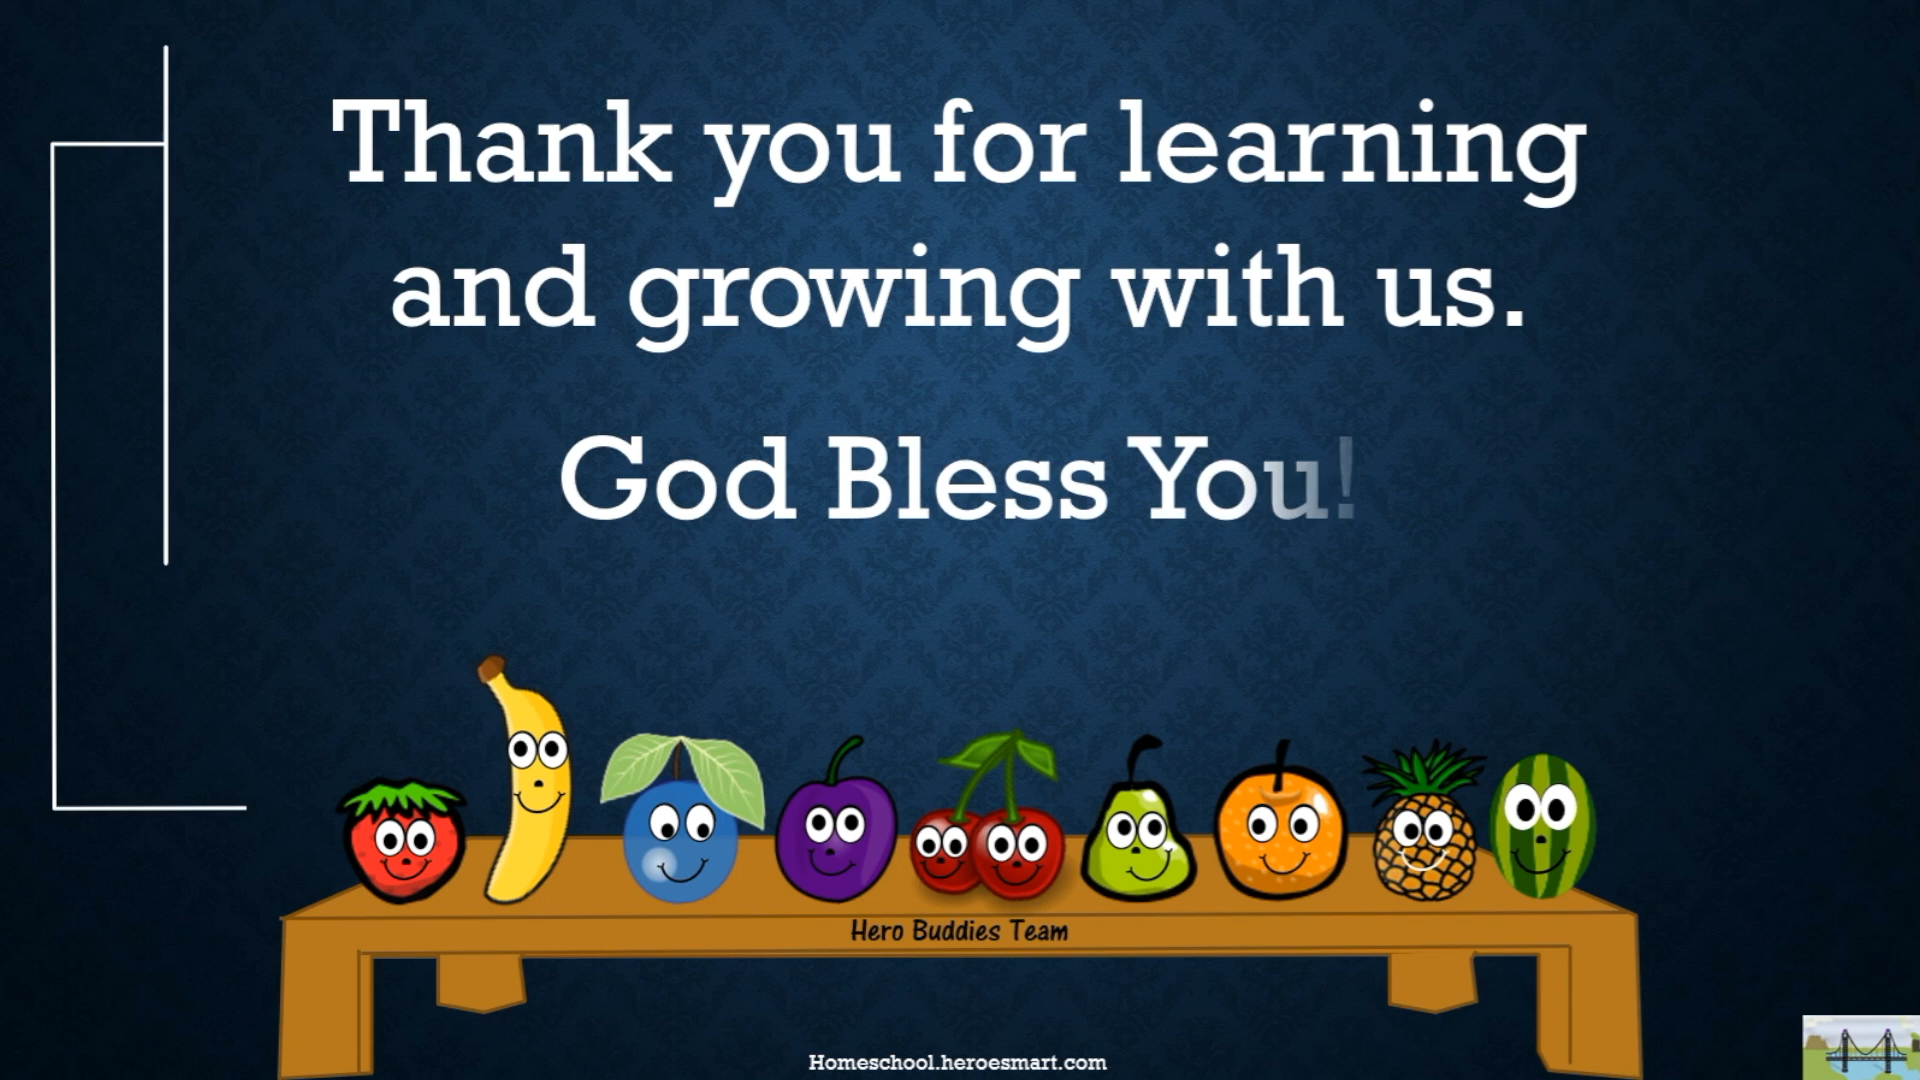 Thank you for learning
and growing with us.
God Bless You!
Hero Buddies Team
Homeschool.heroesmart.com